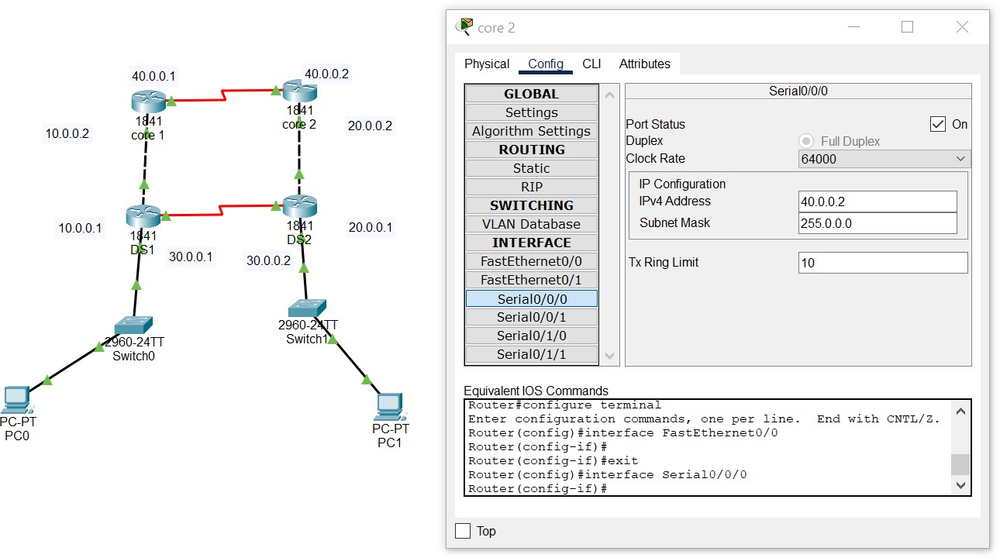 40.0.0.1
40.0.0.2
1841
core 1
1841
core 2
10.0.0.2
20.0.0.2
10.0.0.1
1841
DS1
1841
DS2
20.0.0.1
30.0.0.1
30.0.0.2
2960-24TT
Switch0
2960-24TT
Switch1
PC-PT
PC0
PC-PT
PC1
core 2
Physical Config CLI Attributes
GLOBAL
Settings
Algorithm Settings
ROUTING
Static
RIP
SWITCHING
VLAN Database
INTERFACE
FastEthernet0/0
FastEthernet0/1
Serial0/0/0
Serial0/0/1
Serial0/1/0
Serial0/1/1
Serial0/0/0
Port Status On
Duplex Full Duplex
Clock Rate 64000
IP Configuration
IPv4 Address 40.0.0.2
Subnet Mask 255.0.0.0
Tx Ring Limit 10
Equivalent IOS Commands
Router#configure terminal
Enter configuration commands, one per line. End with CNTL/Z.
Router(config)#interface FastEthernet0/0
Router(config-if)#
Router(config-if)#exit
Router(config)#interface Serial0/0/0
Router(config-if)#
Top